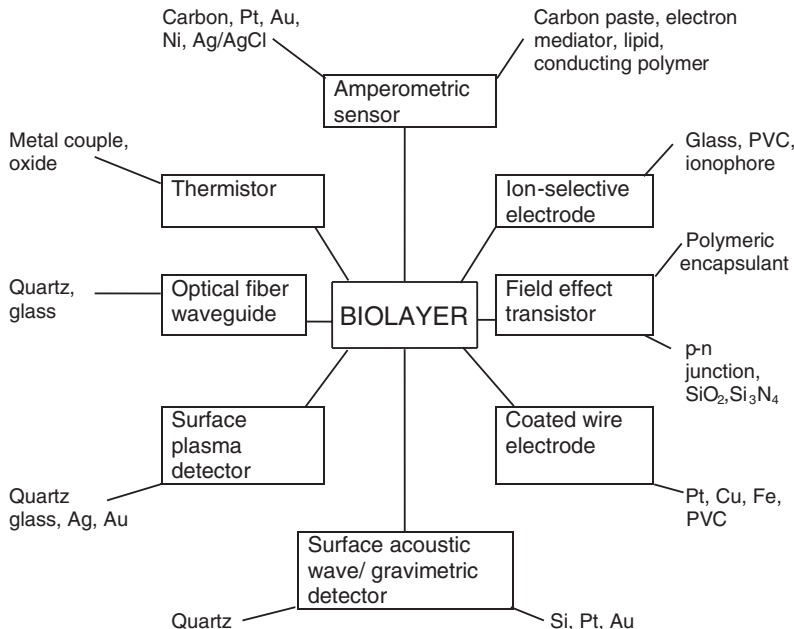 Carbon, Pt, Au,
Ni, Ag/AgCl
Carbon paste, electron
mediator, lipid,
conducting polymer
Amperometric
sensor
Metal couple,
oxide
Thermistor
Glass, PVC,
ionophore
Ion-selective
electrode
Polymeric
encapsulant
Quartz,
glass
Optical fiber
waveguide
BIOLAYER
Field effect
transistor
p-n
junction,
SiO₂,Si₃N₄
Surface
plasma
detector
Coated wire
electrode
Quartz
glass, Ag, Au
Pt, Cu, Fe,
PVC
Surface acoustic
wave/ gravimetric
detector
Quartz
Si, Pt, Au